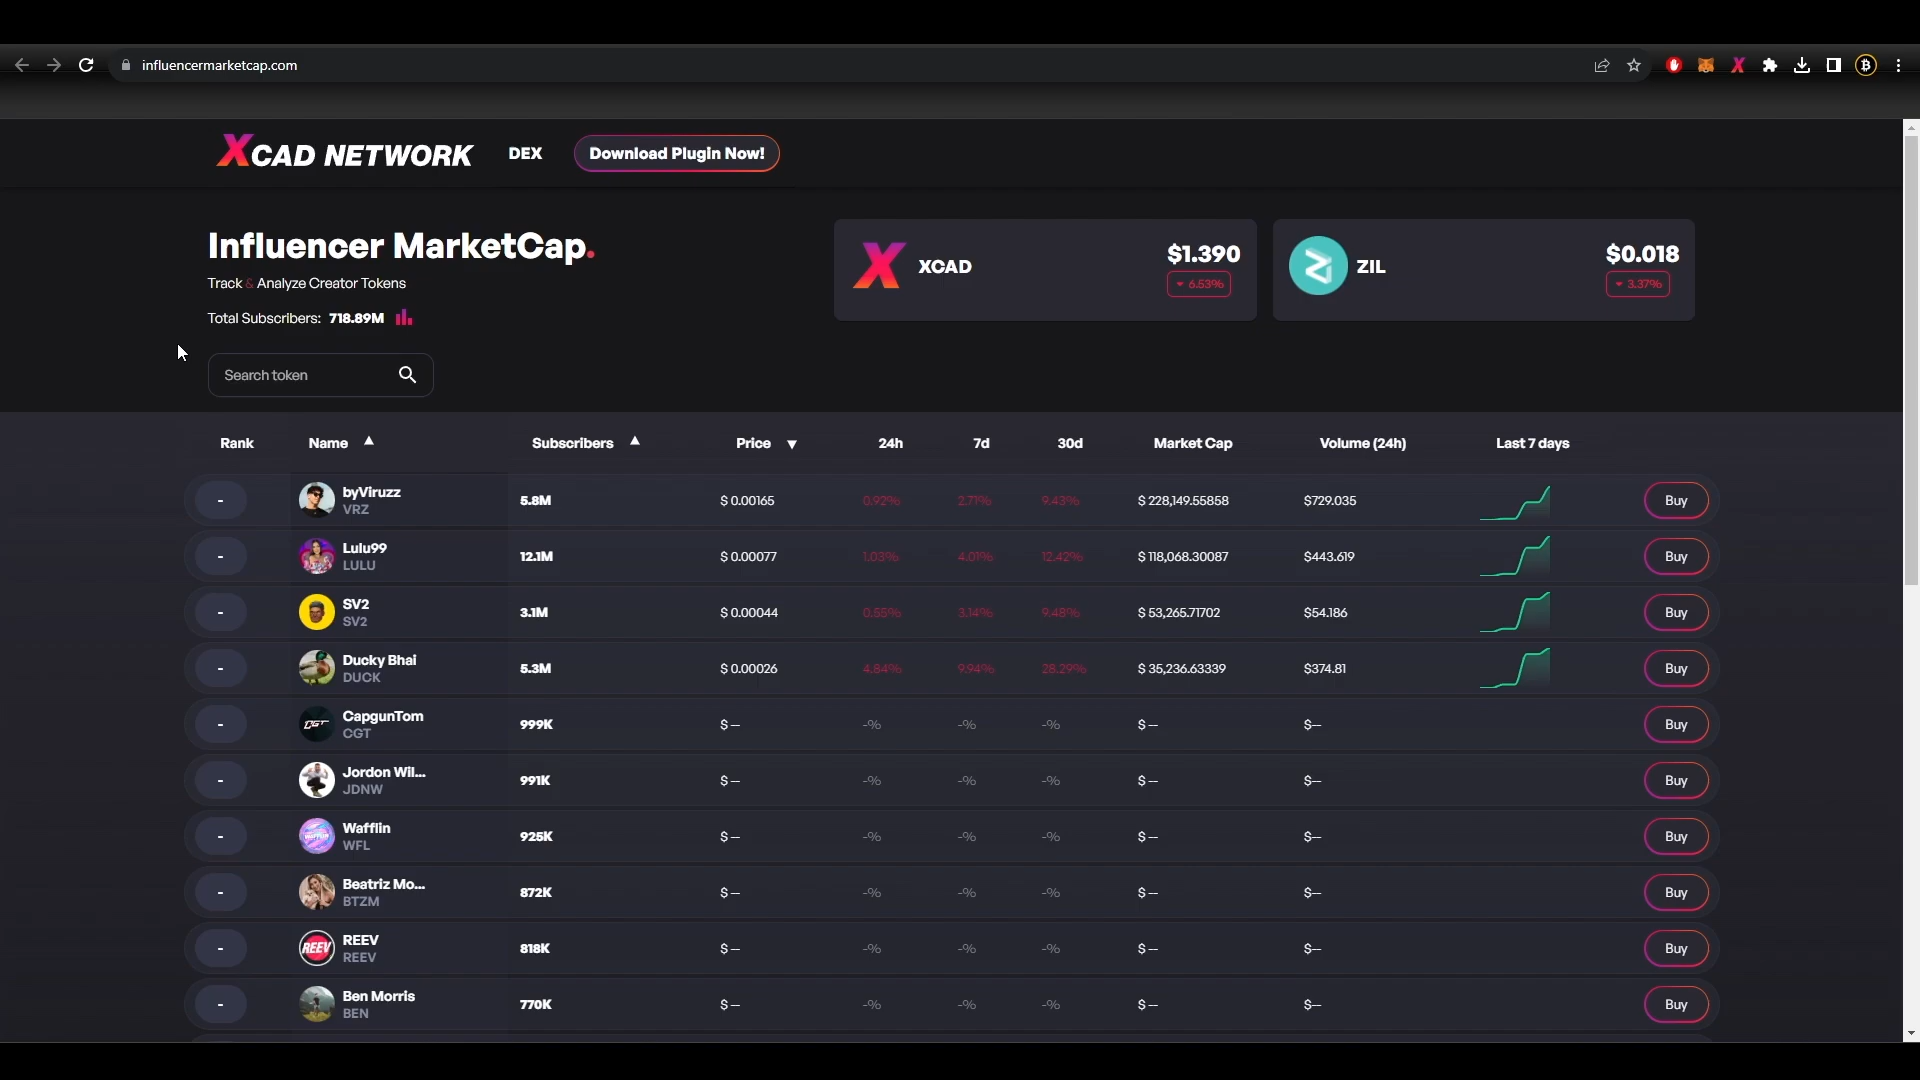 influencermarketcap.com
XCAD NETWORK DEX Download Plugin Now!
Influencer MarketCap.
Track & Analyze Creator Tokens
Total Subscribers: 718.89M
XCAD $1.390
6.53%
ZIL $0.018
3.37%
Search token
Rank Name Subscribers Price 24h 7d 30d Market Cap Volume (24h) Last 7 days
- byViruzz 5.8M $ 0.00165 0.92% 2.71% 9.43% $ 228,149.55858 $729.035 Buy
VRZ
- Lulu99 12.1M $ 0.00077 1.03% 4.01% 12.42% $ 118,068.30087 $443.619 Buy
LULU
- SV2 3.1M $ 0.00044 0.55% 3.14% 9.48% $ 53,265.71702 $54.186 Buy
SV2
- Ducky Bhai 5.3M $ 0.00026 4.84% 9.94% 28.29% $ 35,236.63339 $374.81 Buy
DUCK
- CapgunTom 999K $ -- -% -% -% $ -- $-- Buy
CGT
- Jordon Wil... 991K $ -- -% -% -% $ -- $-- Buy
JDNW
- Wafflin 925K $ -- -% -% -% $ -- $-- Buy
WFL
- Beatriz Mo... 872K $ -- -% -% -% $ -- $-- Buy
BTZM
- REEV 818K $ -- -% -% -% $ -- $-- Buy
REEV
- Ben Morris 770K $ -- -% -% -% $ -- $-- Buy
BEN